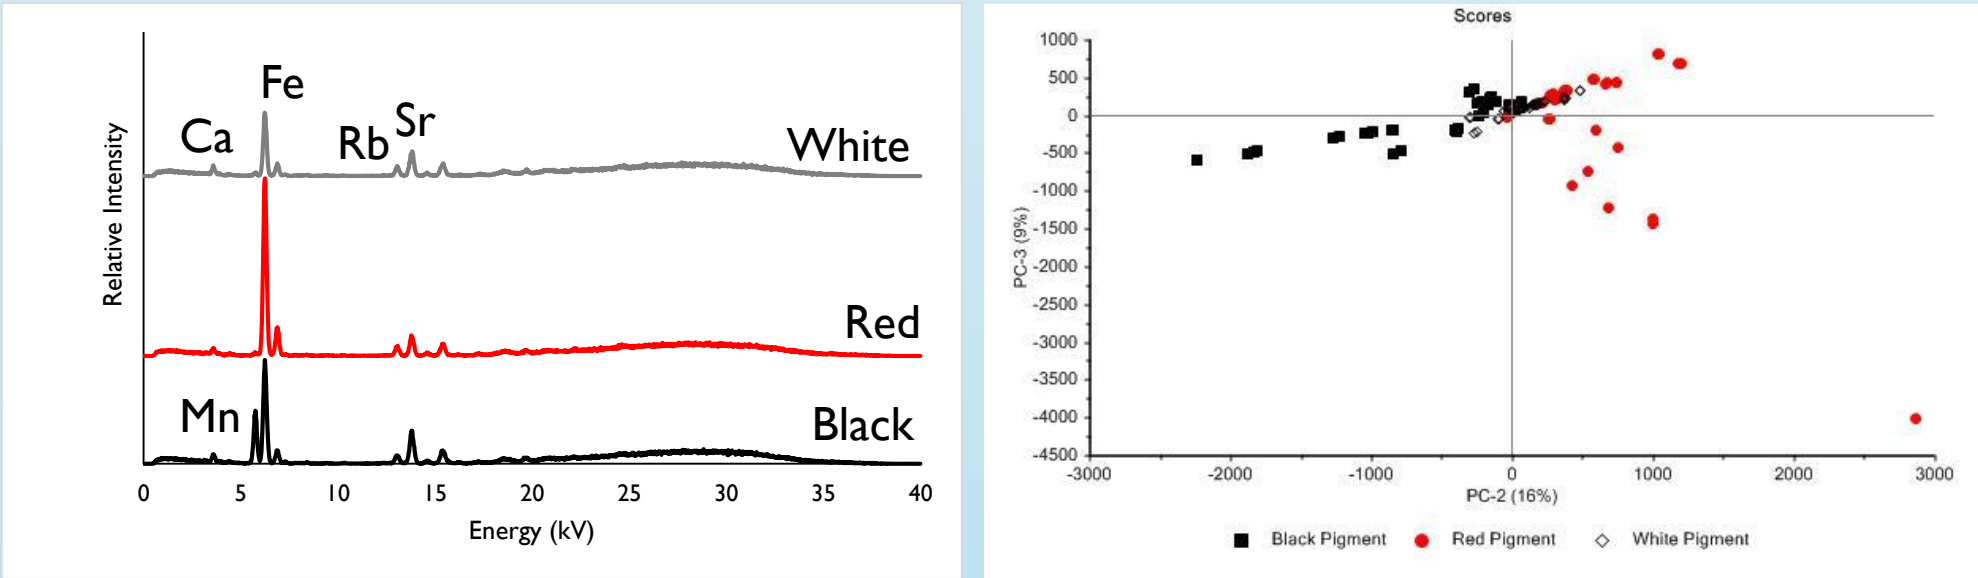 Fe
Ca
Rb
Sr
White
Red
Mn
Black
Relative Intensity
0 5 10 15 20 25 30 35 40
Energy (kV)
Scores
1000
500
0
-500
-1000
-1500
-2000
-2500
-3000
-3500
-4000
-4500
PC-3 (9%)
-3000 -2000 -1000 0 1000 2000 3000
PC-2 (16%)
Black Pigment Red Pigment White Pigment